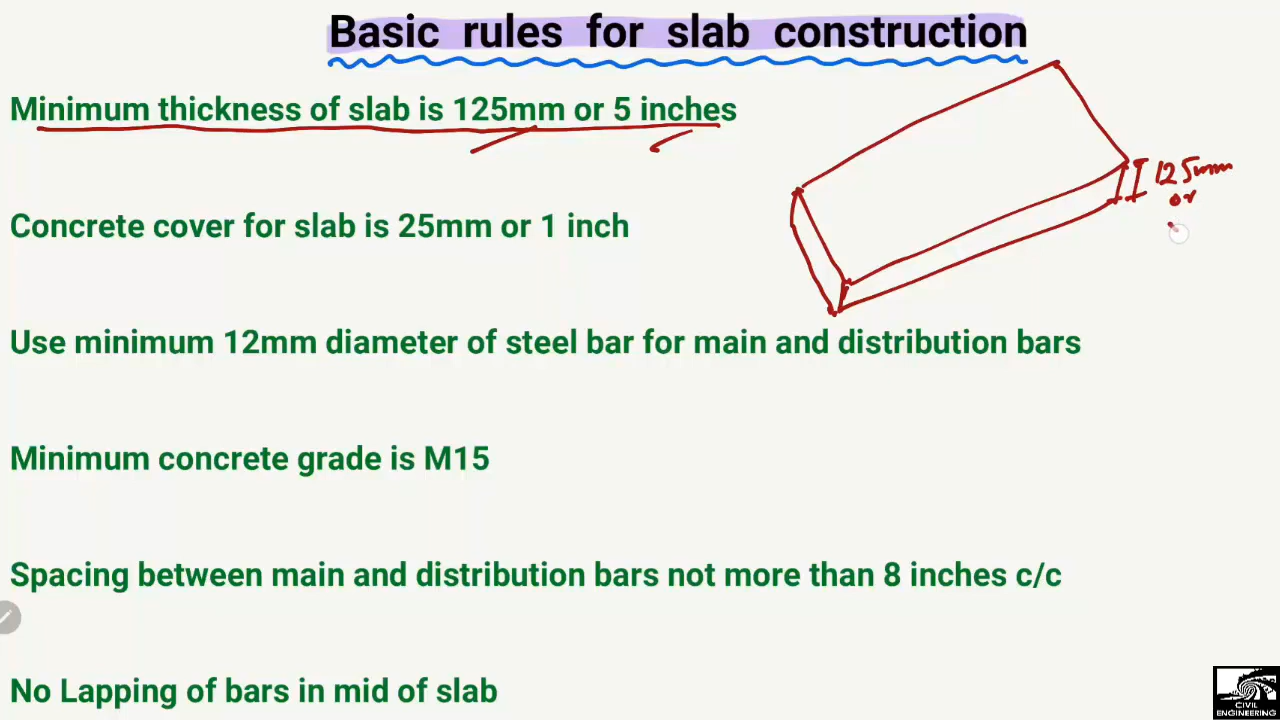 Basic rules for slab construction
Minimum thickness of slab is 125mm or 5 inches
125mm
or
Concrete cover for slab is 25mm or 1 inch
Use minimum 12mm diameter of steel bar for main and distribution bars
Minimum concrete grade is M15
Spacing between main and distribution bars not more than 8 inches c/c
No Lapping of bars in mid of slab
CIVIL
ENGINEERING